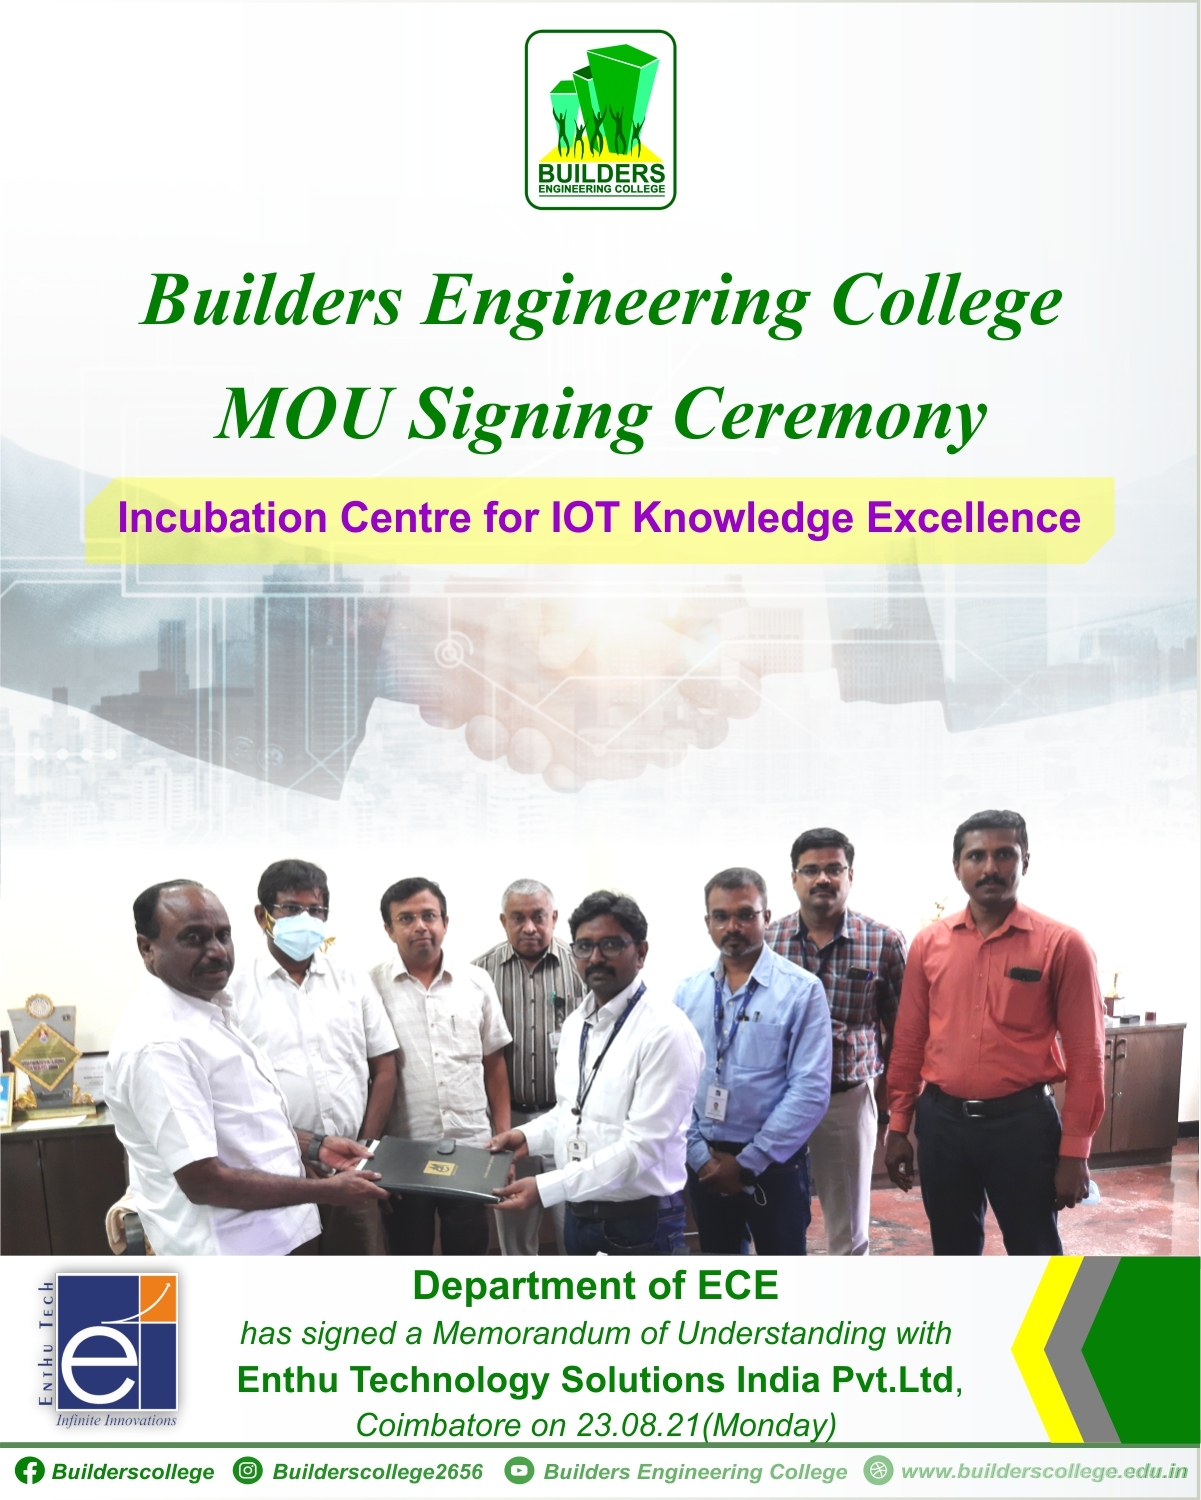 BUILDERS
ENGINEERING COLLEGE
Builders Engineering College
MOU Signing Ceremony
Incubation Centre for IOT Knowledge Excellence
Department of ECE
has signed a Memorandum of Understanding with
Enthu Technology Solutions India Pvt.Ltd,
Coimbatore on 23.08.21(Monday)
ENTHU TECH
ei
Infinite Innovations
Builderscollege Builderscollege2656 Builders Engineering College www.builderscollege.edu.in